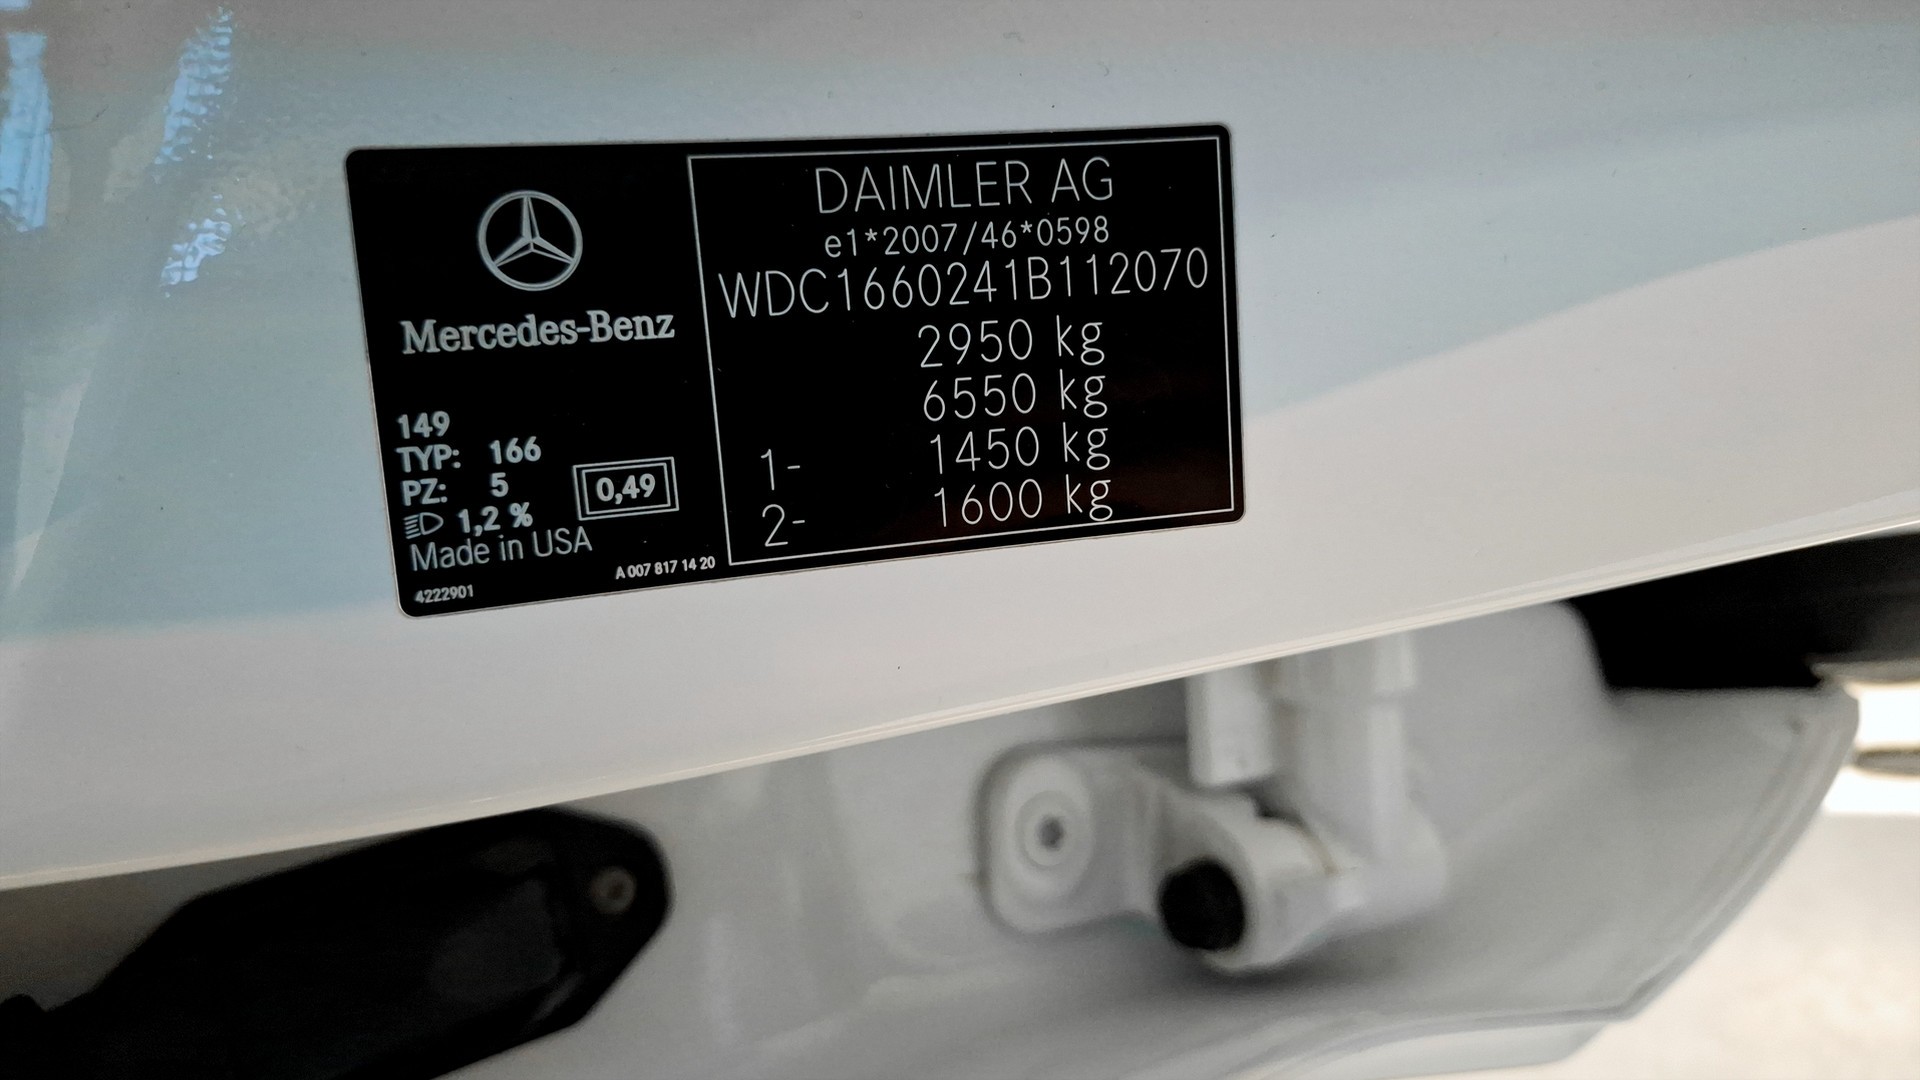 Mercedes-Benz
149
TYP: 166
PZ: 5
1,2 %
0,49
Made in USA
A 007 817 14 20
4222901
DAIMLER AG
e1*2007/46*0598
WDC1660241B112070
2950 kg
6550 kg
1- 1450 kg
2- 1600 kg